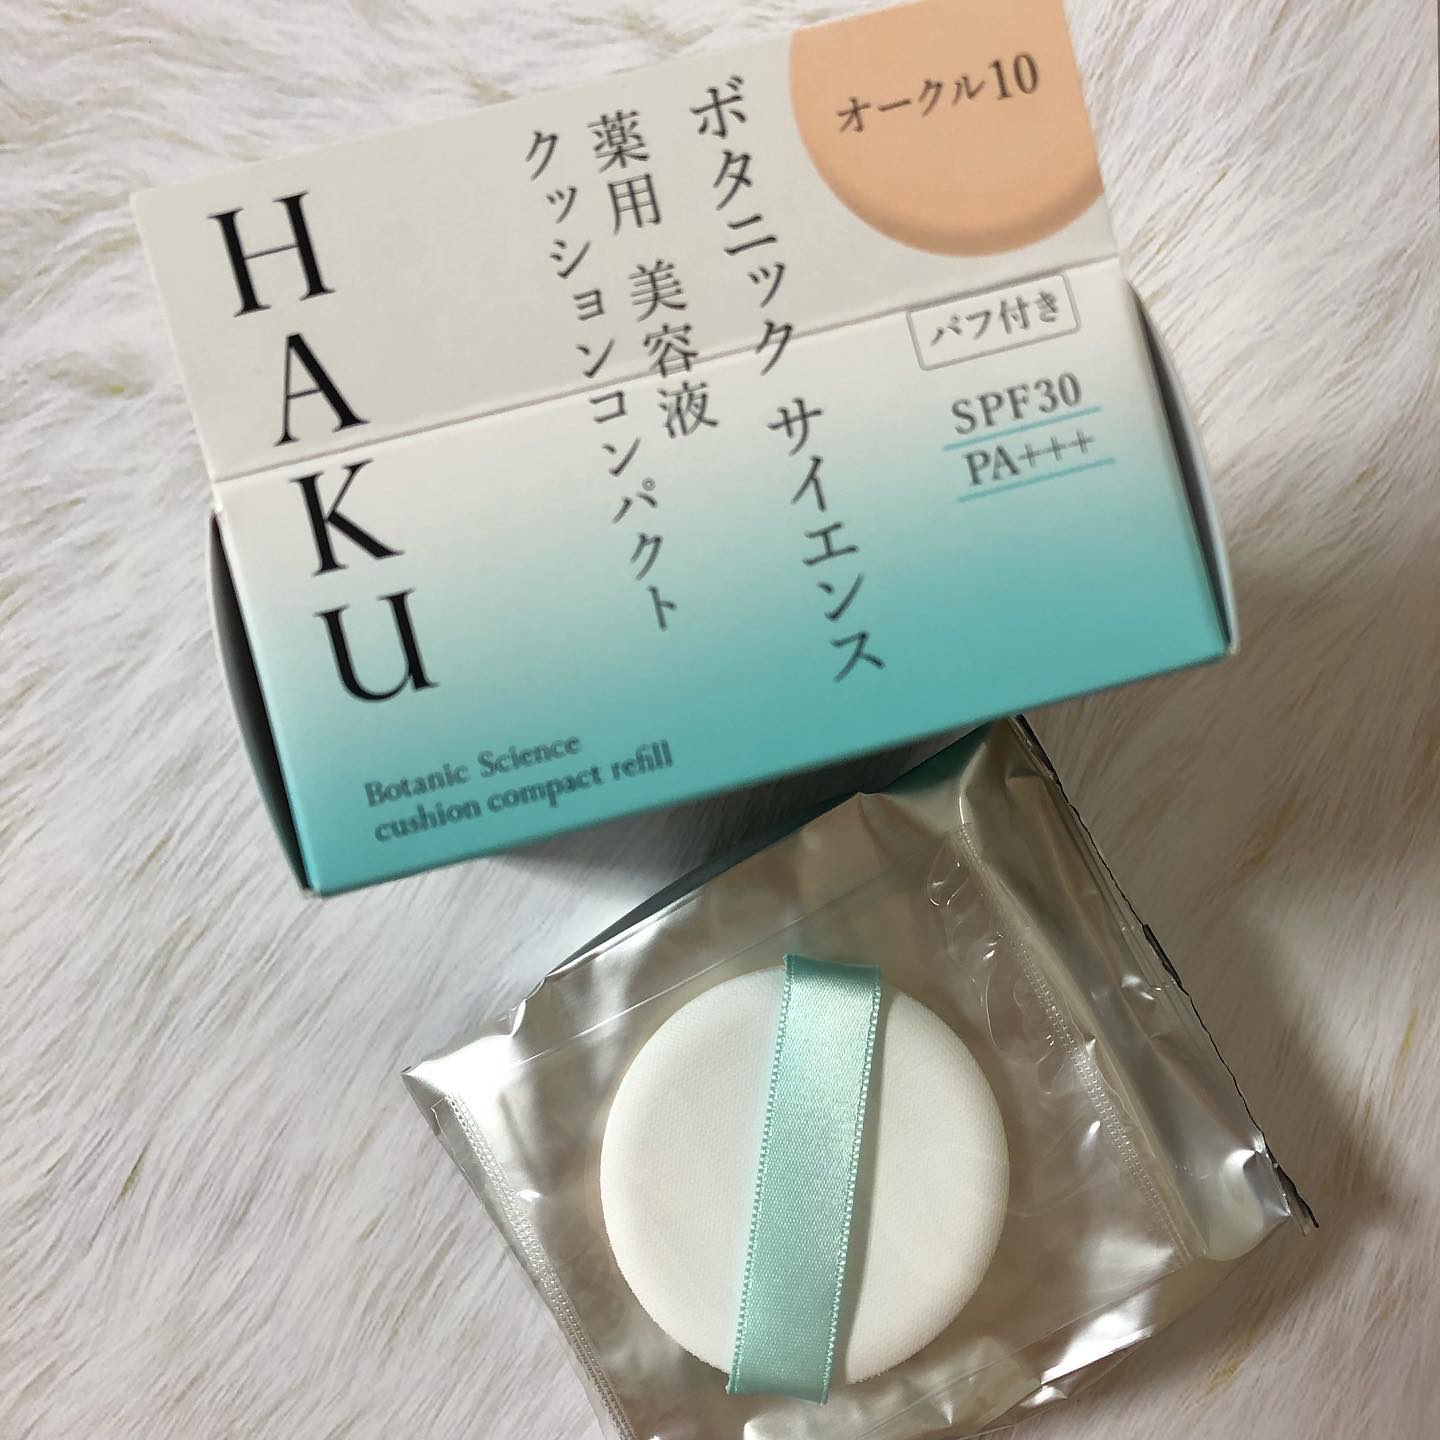 オークル10
ボタニック サイエンス
薬用 美容液
クッションコンパクト
HAKU
パフ付き
SPF30
PA+++
Botanic Science
cushion compact refill